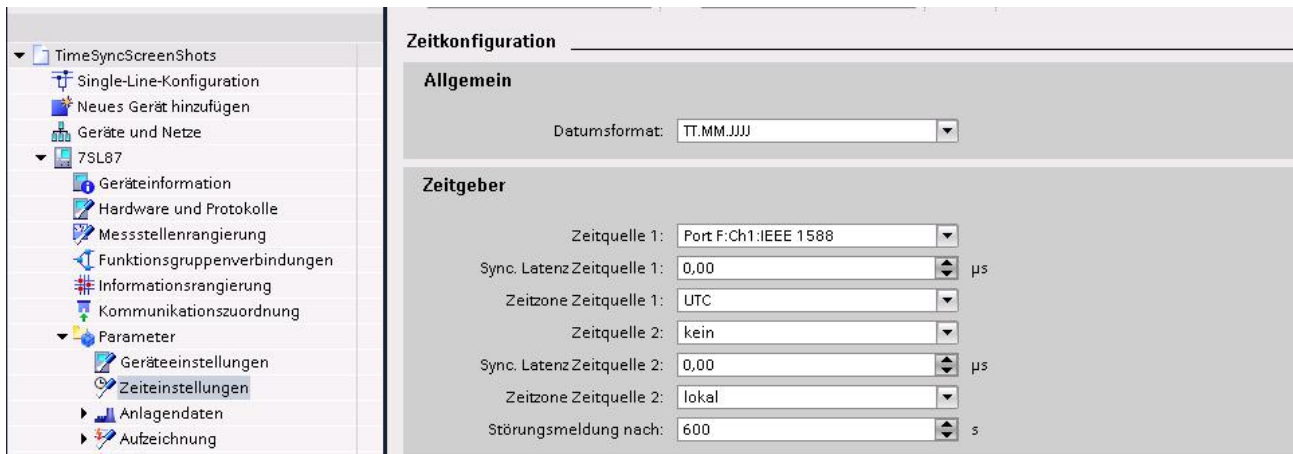 TimeSyncScreenShots
Single-Line-Konfiguration
Neues Gerät hinzufügen
Geräte und Netze
7SL87
Geräteinformation
Hardware und Protokolle
Messstellenrangierung
Funktionsgruppenverbindungen
Informationsrangierung
Kommunikationszuordnung
Parameter
Geräteeinstellungen
Zeiteinstellungen
Anlagendaten
Aufzeichnung
Zeitkonfiguration
Allgemein
Datumsformat: TT.MM.JJJJ
Zeitgeber
Zeitquelle 1: Port F:Ch1:IEEE 1588
Sync. Latenz Zeitquelle 1: 0,00 µs
Zeitzone Zeitquelle 1: UTC
Zeitquelle 2: kein
Sync. Latenz Zeitquelle 2: 0,00 µs
Zeitzone Zeitquelle 2: lokal
Störungsmeldung nach: 600 s